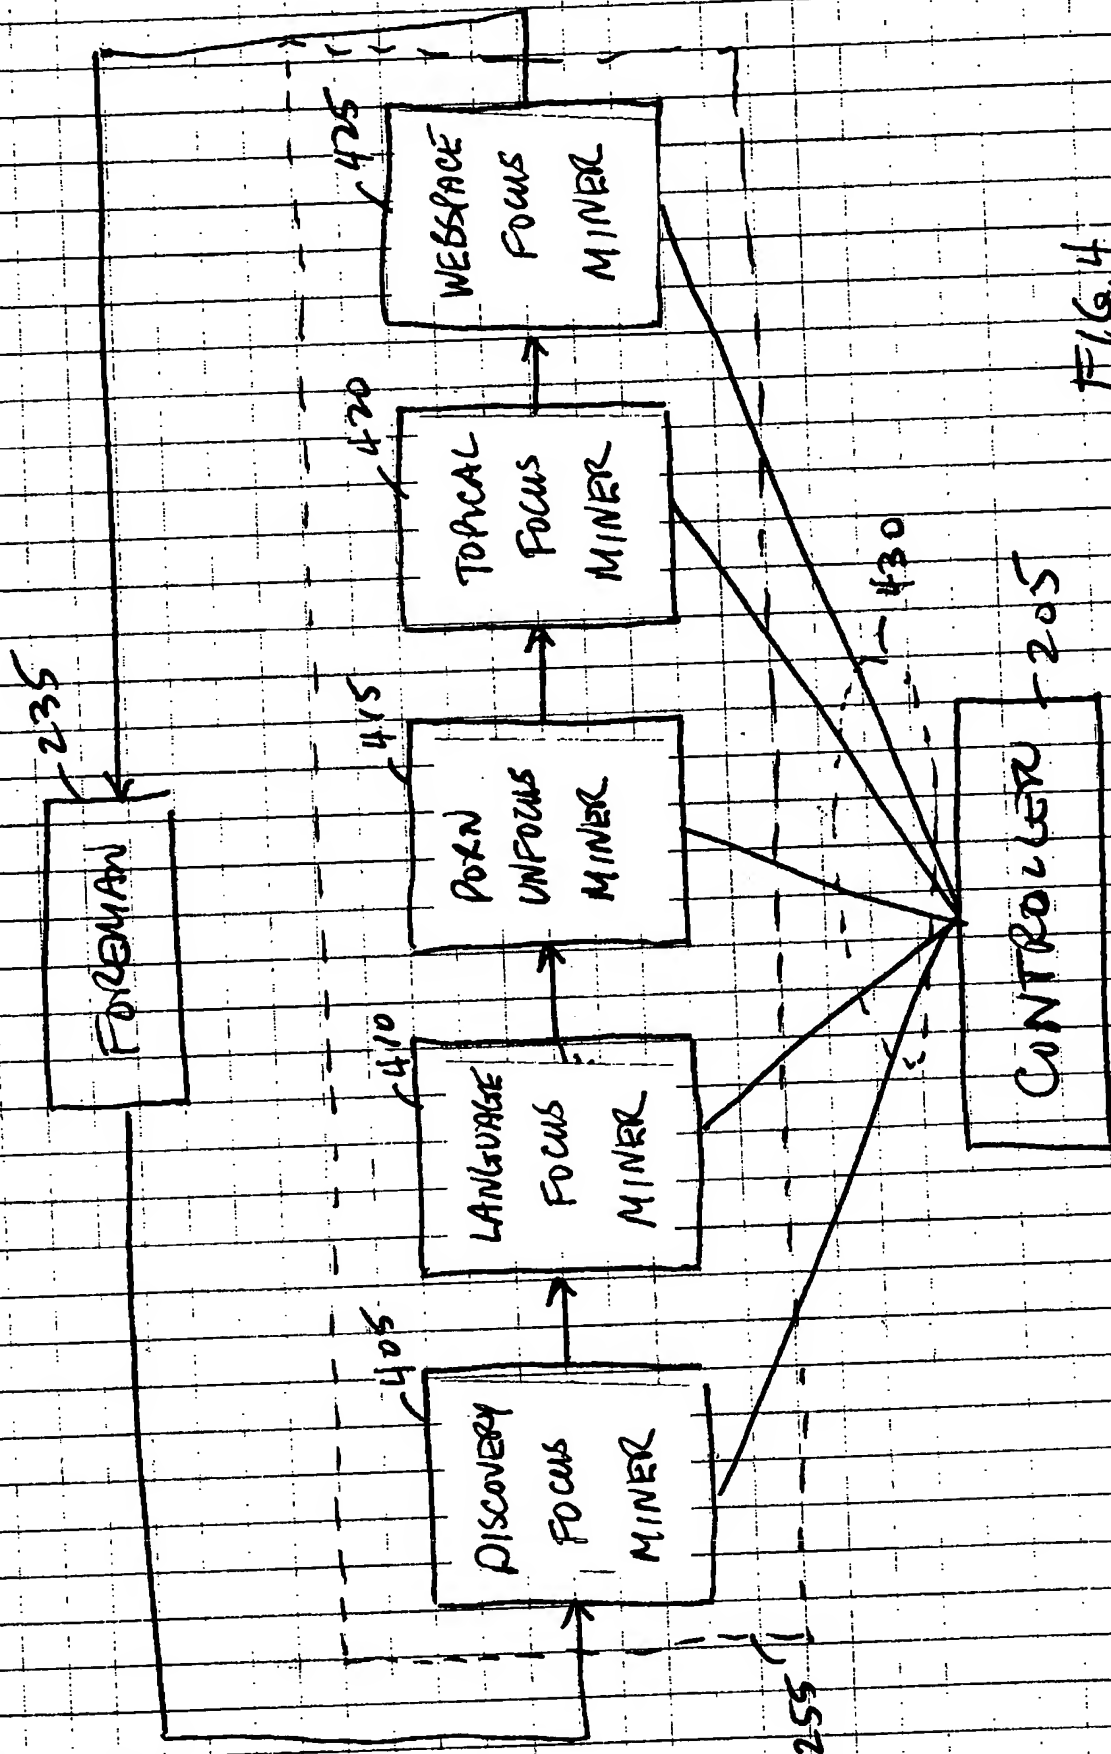 FOREMAN
235
DISCOVERY
FOCUS
MINER
405
LANGUAGE
FOCUS
MINER
410
PORN
UNFOCUS
MINER
415
TOPICAL
FOCUS
MINER
420
WEBSPACE
FOCUS
MINER
425
255
430
CONTROLLER
205
FIG. 4